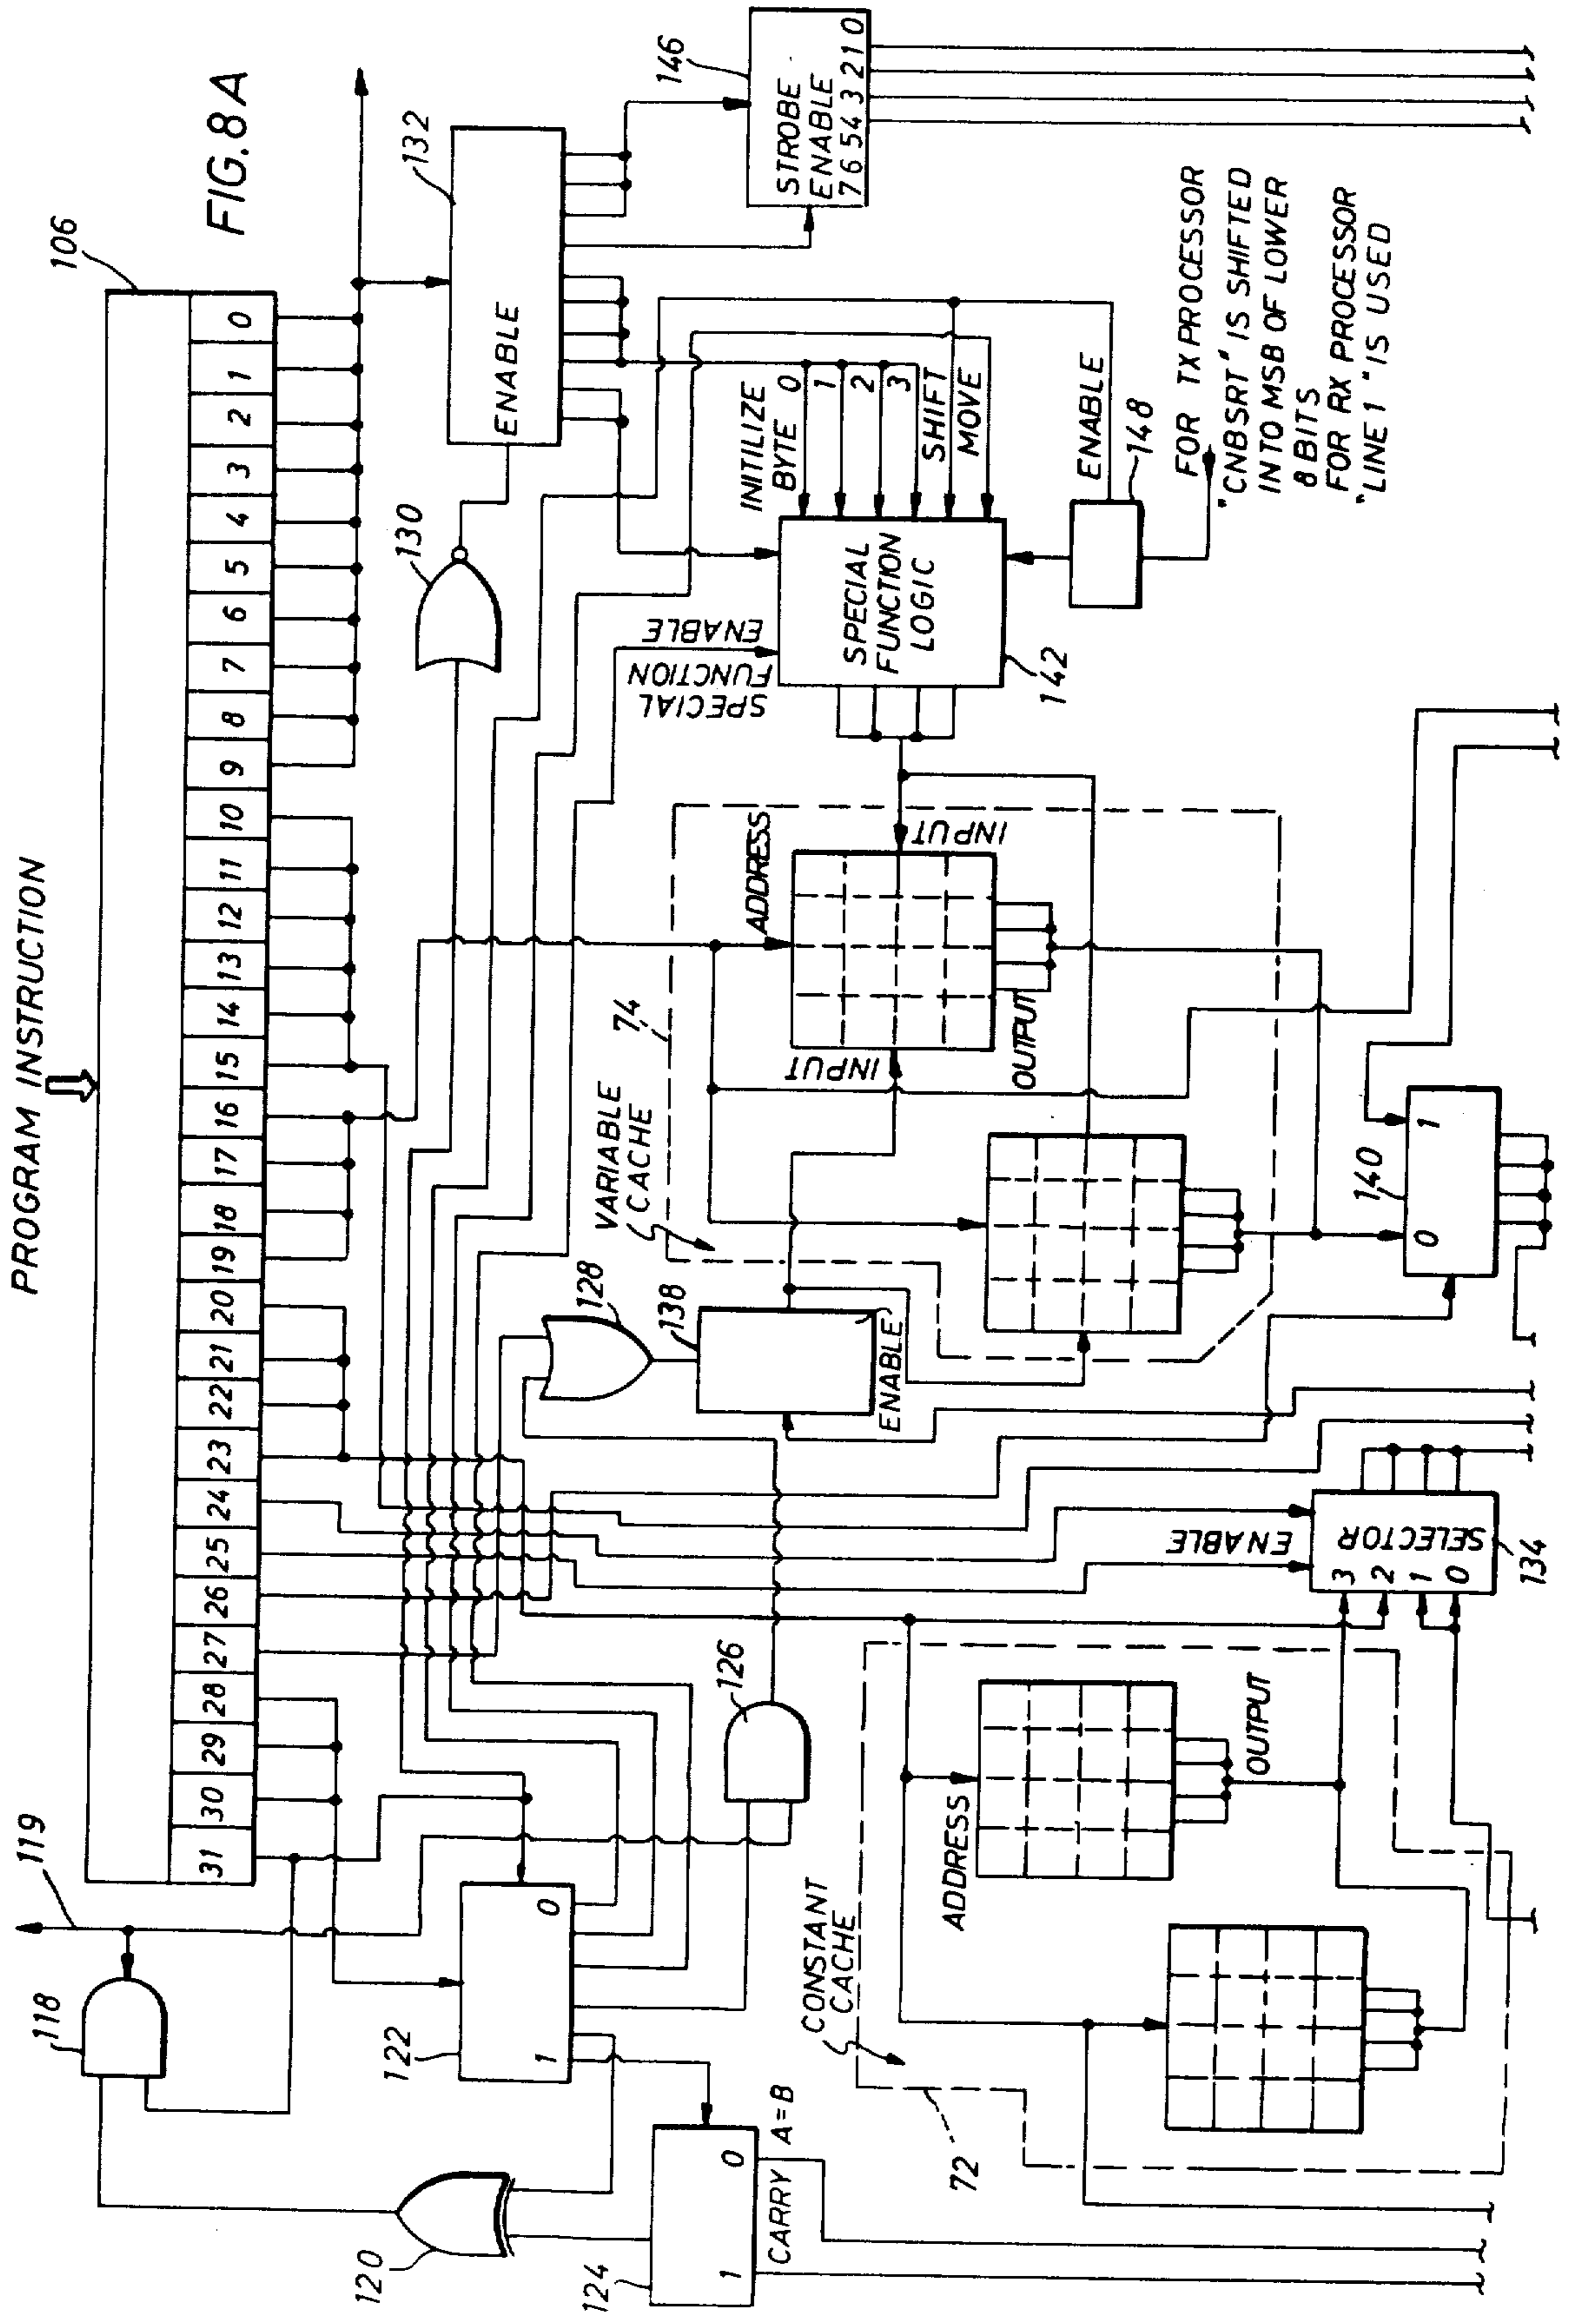 PROGRAM INSTRUCTION
FIG.8A
106
119
31 30 29 28 27 26 25 24 23 22 21 20 19 18 17 16 15 14 13 12 11 10 9 8 7 6 5 4 3 2 1 0
118
120
122
1 0
124
1 0
CARRY A=B
126
128
130
132
ENABLE
138
ENABLE
146
STROBE
ENABLE
7 6 5 4 3 2 1 0
SPECIAL
FUNCTION
ENABLE
INITILIZE
BYTE 0
1
2
3
SHIFT
MOVE
SPECIAL
FUNCTION
LOGIC
142
ENABLE
148
FOR TX PROCESSOR
"CNBSRT" IS SHIFTED
INTO MSB OF LOWER
8 BITS
FOR RX PROCESSOR
"LINE 1" IS USED
VARIABLE
CACHE
74
ADDRESS
INPUT
INPUT
OUTPUT
140
0 1
CONSTANT
CACHE
72
ADDRESS
OUTPUT
ENABLE
SELECTOR
3
2
1
0
134